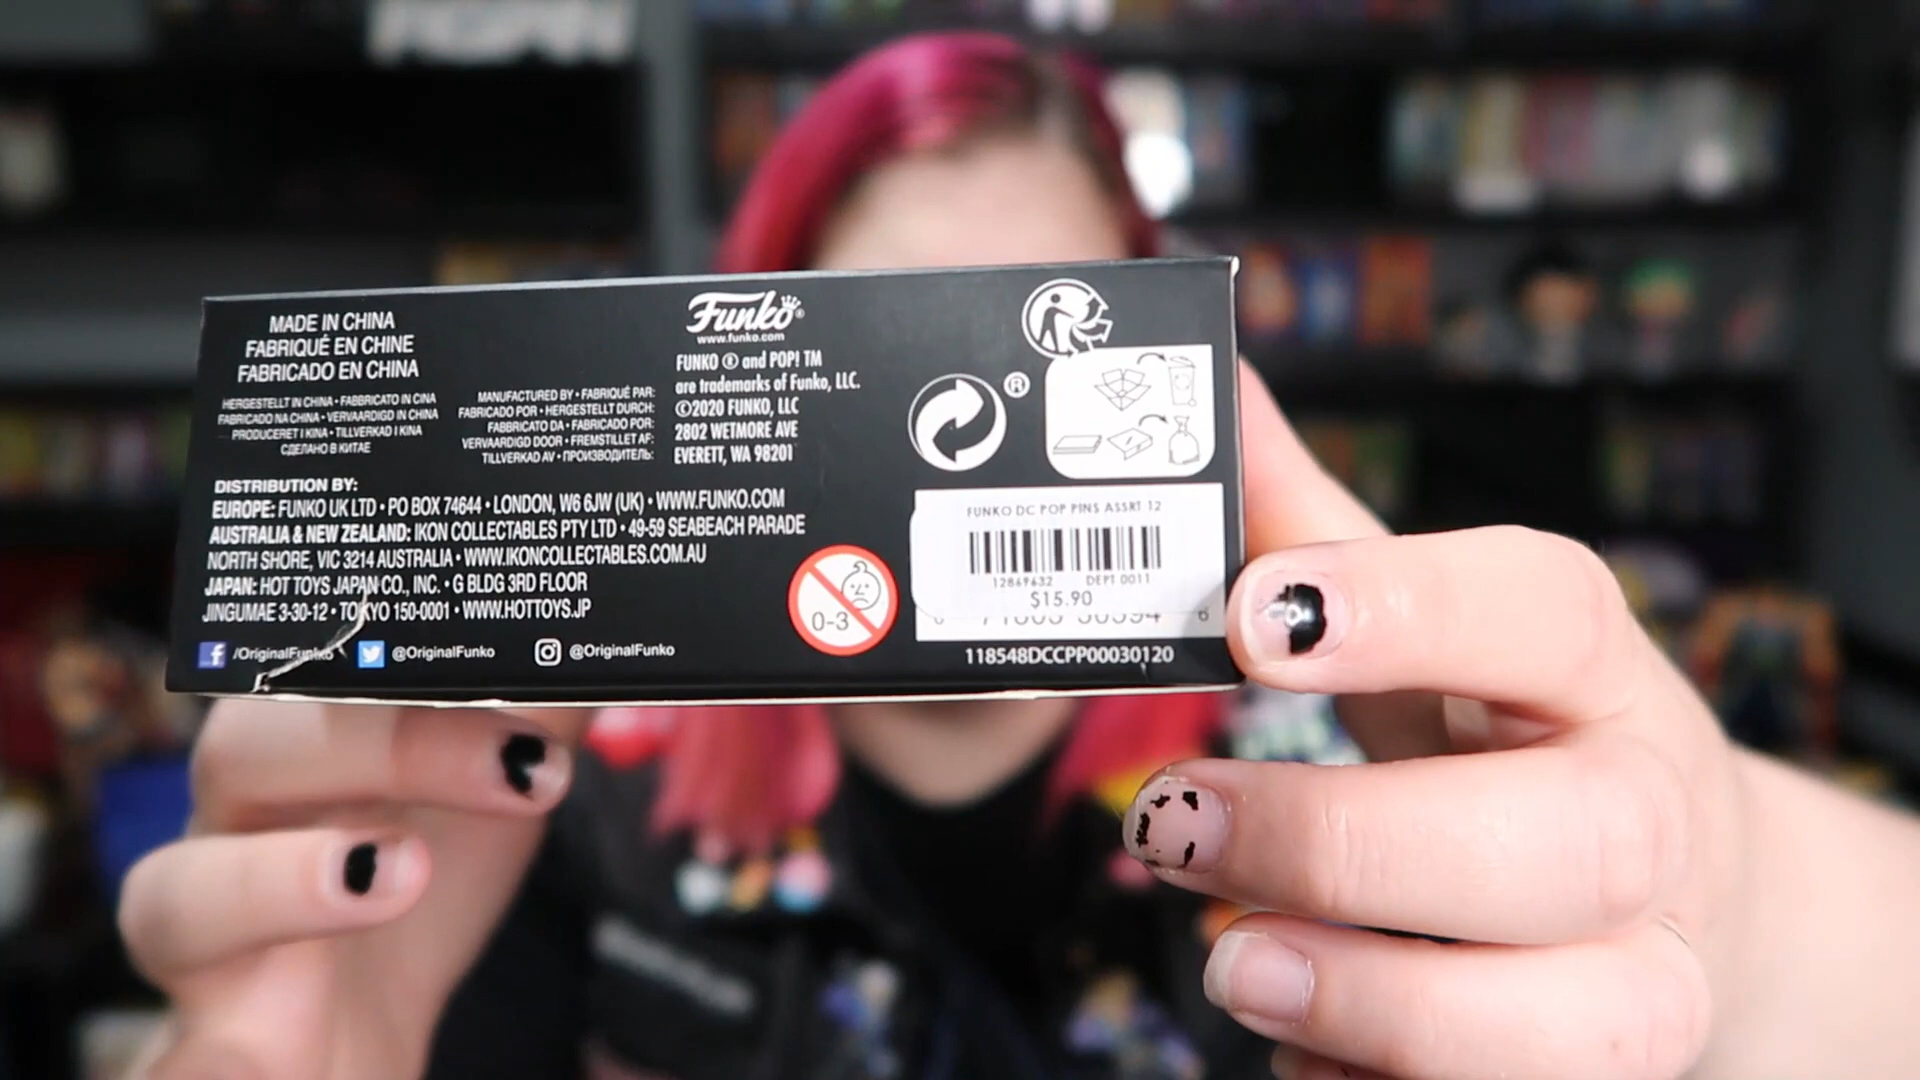 MADE IN CHINA
FABRIQUÉ EN CHINE
FABRICADO EN CHINA
HERGESTELLT IN CHINA • FABBRICATO IN CINA
FABRICADO NA CHINA • VERVAARDIGD IN CHINA
PRODUCERET I KINA • TILLVERKAD I KINA
СДЕЛАНО В КИТАЕ
MANUFACTURED BY • FABRIQUÉ PAR:
FABRICADO POR • HERGESTELLT DURCH:
FABBRICATO DA • FABRICADO POR:
VERVAARDIGD DOOR • FREMSTILLET AF:
TILLVERKAD AV • ПРОИЗВОДИТЕЛЬ:
Funko®
www.funko.com
FUNKO ® and POP! TM
are trademarks of Funko, LLC.
©2020 FUNKO, LLC
2802 WETMORE AVE
EVERETT, WA 98201
DISTRIBUTION BY:
EUROPE: FUNKO UK LTD • PO BOX 74644 • LONDON, W6 6JW (UK) • WWW.FUNKO.COM
AUSTRALIA & NEW ZEALAND: IKON COLLECTABLES PTY LTD • 49-59 SEABEACH PARADE
NORTH SHORE, VIC 3214 AUSTRALIA • WWW.IKONCOLLECTABLES.COM.AU
JAPAN: HOT TOYS JAPAN CO., INC. • G BLDG 3RD FLOOR
JINGUMAE 3-30-12 • TOKYO 150-0001 • WWW.HOTTOYS.JP
f /OriginalFunko @OriginalFunko @OriginalFunko
®
0-3
FUNKO DC POP PINS ASSRT 12
12869632 DEPT 0011
$15.90
6
118548DCCPP00030120